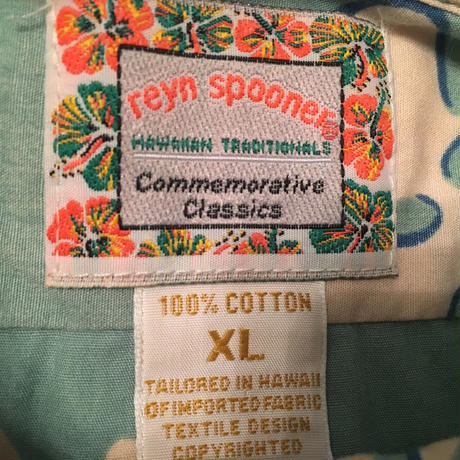 reyn spooner®
HAWAIIAN TRADITIONALS
Commemorative
Classics
100% COTTON
XL
TAILORED IN HAWAII
OF IMPORTED FABRIC
TEXTILE DESIGN
COPYRIGHTED